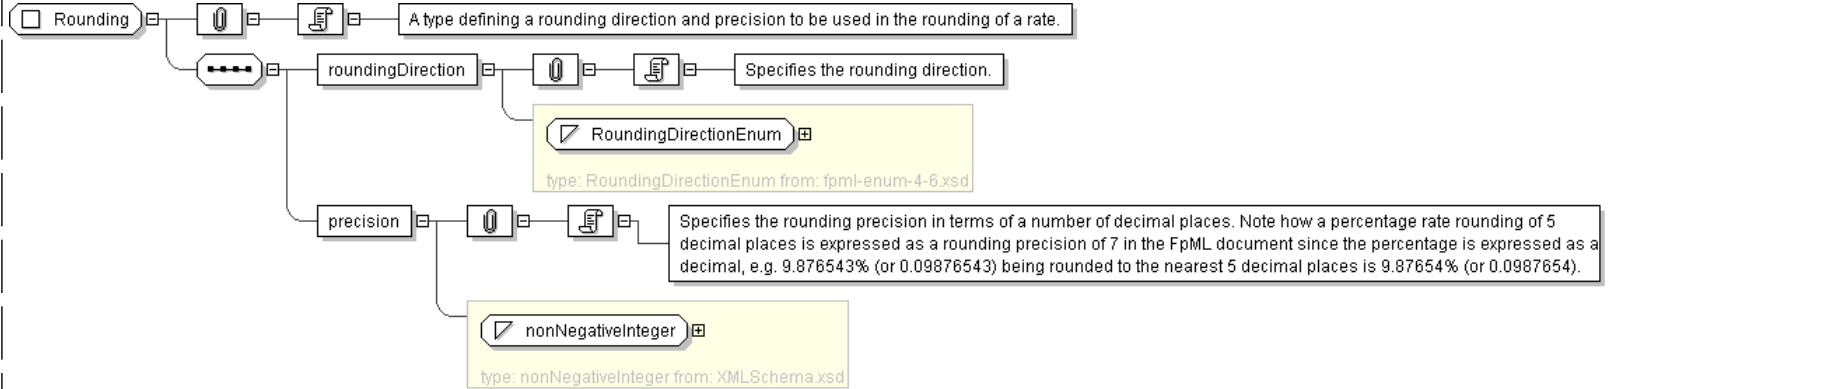 Rounding
A type defining a rounding direction and precision to be used in the rounding of a rate.
roundingDirection
Specifies the rounding direction.
RoundingDirectionEnum
type: RoundingDirectionEnum from: fpml-enum-4-6.xsd
precision
Specifies the rounding precision in terms of a number of decimal places. Note how a percentage rate rounding of 5
decimal places is expressed as a rounding precision of 7 in the FpML document since the percentage is expressed as a
decimal, e.g. 9.876543% (or 0.09876543) being rounded to the nearest 5 decimal places is 9.87654% (or 0.0987654).
nonNegativeInteger
type: nonNegativeInteger from: XMLSchema.xsd